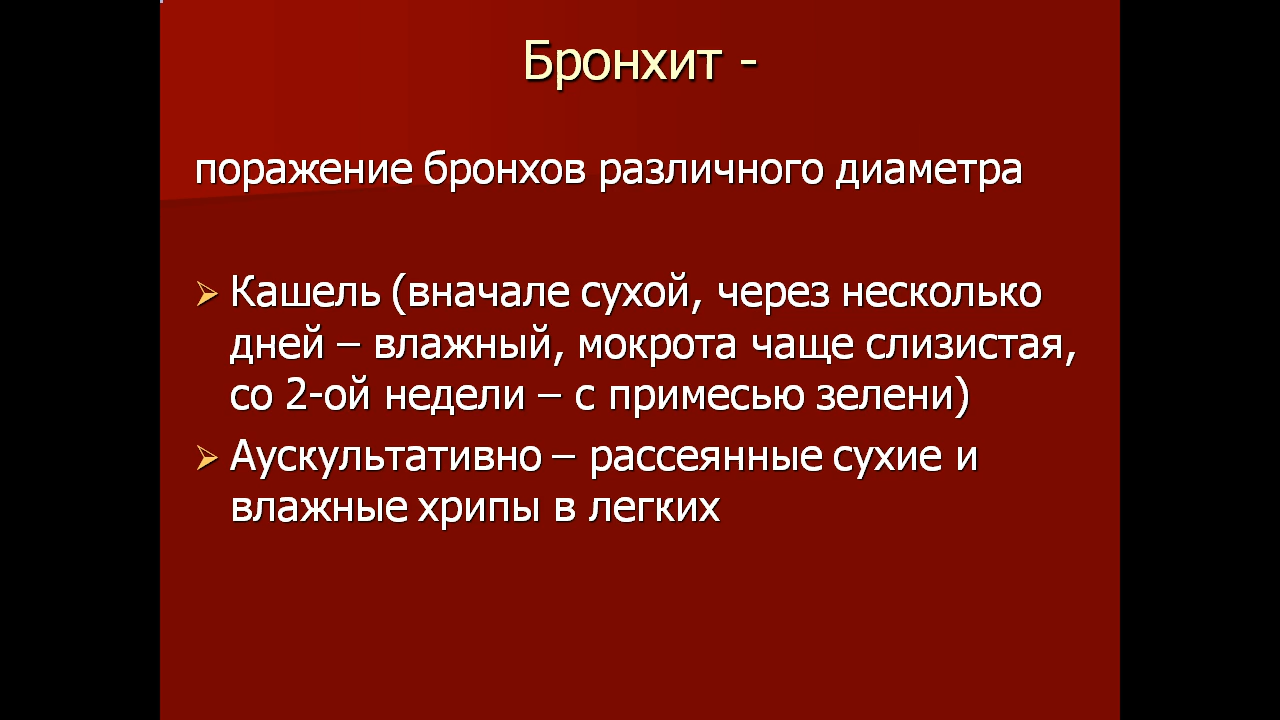 Бронхит -
поражение бронхов различного диаметра
Кашель (вначале сухой, через несколько
дней – влажный, мокрота чаще слизистая,
со 2-ой недели – с примесью зелени)
Аускультативно – рассеянные сухие и
влажные хрипы в легких